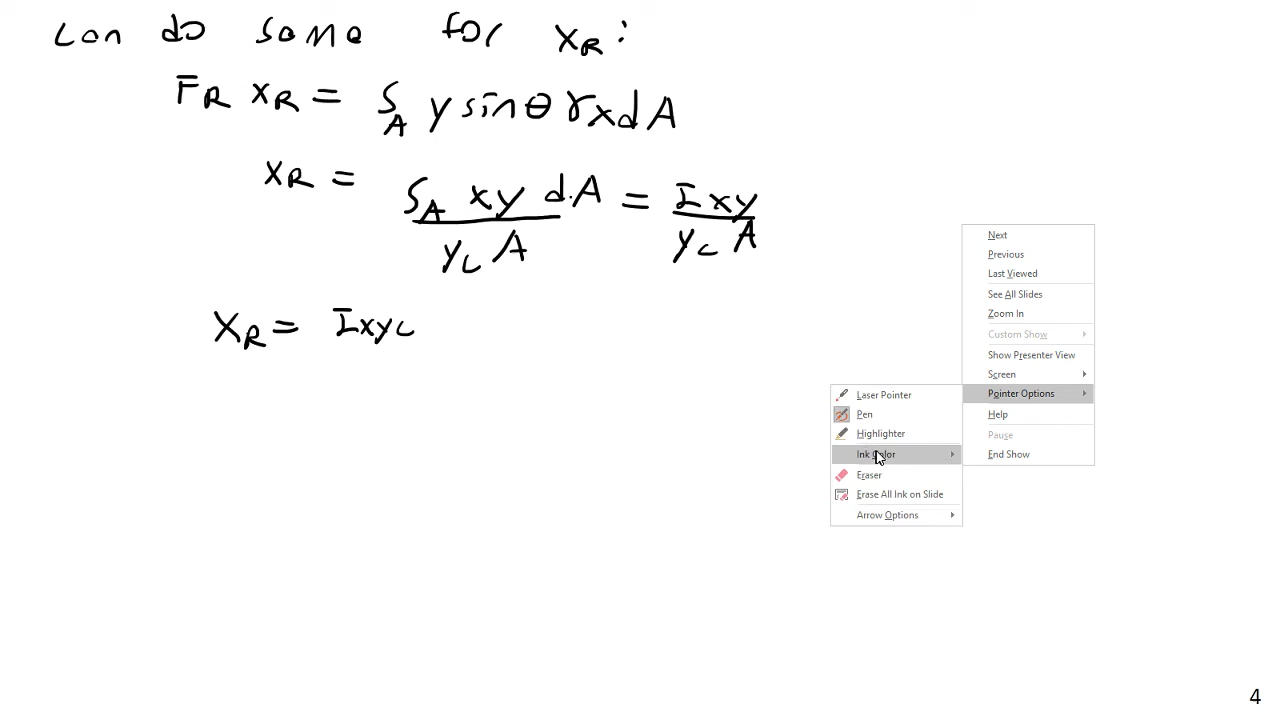 can do same for xR:
FR xR = ∫A y sinθ γ x d A
xR = ∫A xy dA / yc A = Ixy / yc A
xR = Ixyc
Next
Previous
Last Viewed
See All Slides
Zoom In
Custom Show
Show Presenter View
Screen
Pointer Options
Help
Pause
End Show
Laser Pointer
Pen
Highlighter
Ink Color
Eraser
Erase All Ink on Slide
Arrow Options
4